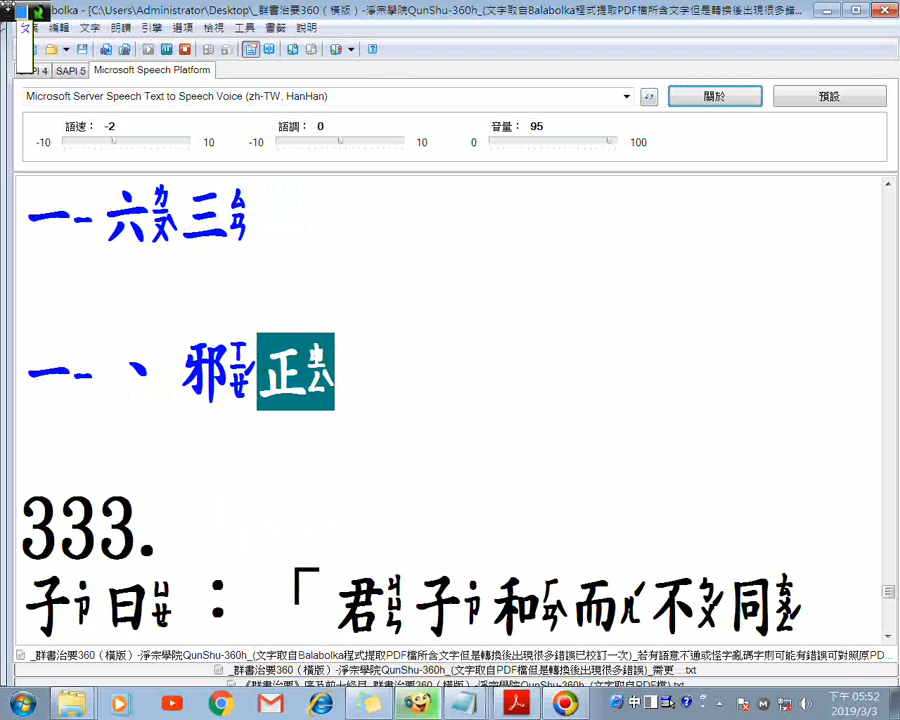 balabolka - [C:\Users\Administrator\Desktop\_群書治要360（橫版）-淨宗學院QunShu-360h_(文字取自Balabolka程式提取PDF檔所含文字但是轉換後出現很多錯...
ㄆ 編輯 文字 朗讀 引擎 選項 檢視 工具 書籤 說明
API 4 SAPI 5 Microsoft Speech Platform
Microsoft Server Speech Text to Speech Voice (zh-TW, HanHan) 關於 預設
語速： -2 語調： 0 音量： 95
-10 10 -10 10 0 100
一六三
一、邪正
333.
子曰：「君子和而不同
_群書治要360（橫版）-淨宗學院QunShu-360h_(文字取自Balabolka程式提取PDF檔所含文字但是轉換後出現很多錯誤已校訂一次)_若有語意不通或怪字亂碼字則可能有錯誤可對照原PD...
_群書治要360（橫版）-淨宗學院QunShu-360h_(文字取自PDF檔但是轉換後出現很多錯誤)_需更....txt
下午 05:52
2019/3/3